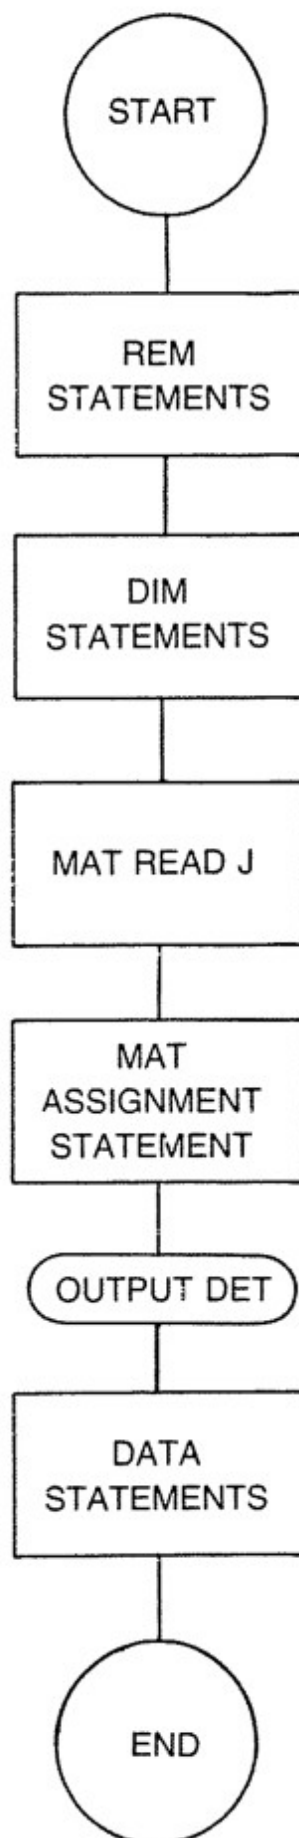 START
REM
STATEMENTS
DIM
STATEMENTS
MAT READ J
MAT
ASSIGNMENT
STATEMENT
OUTPUT DET
DATA
STATEMENTS
END